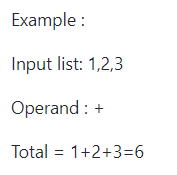 Example :
Input list: 1,2,3
Operand : +
Total = 1+2+3=6